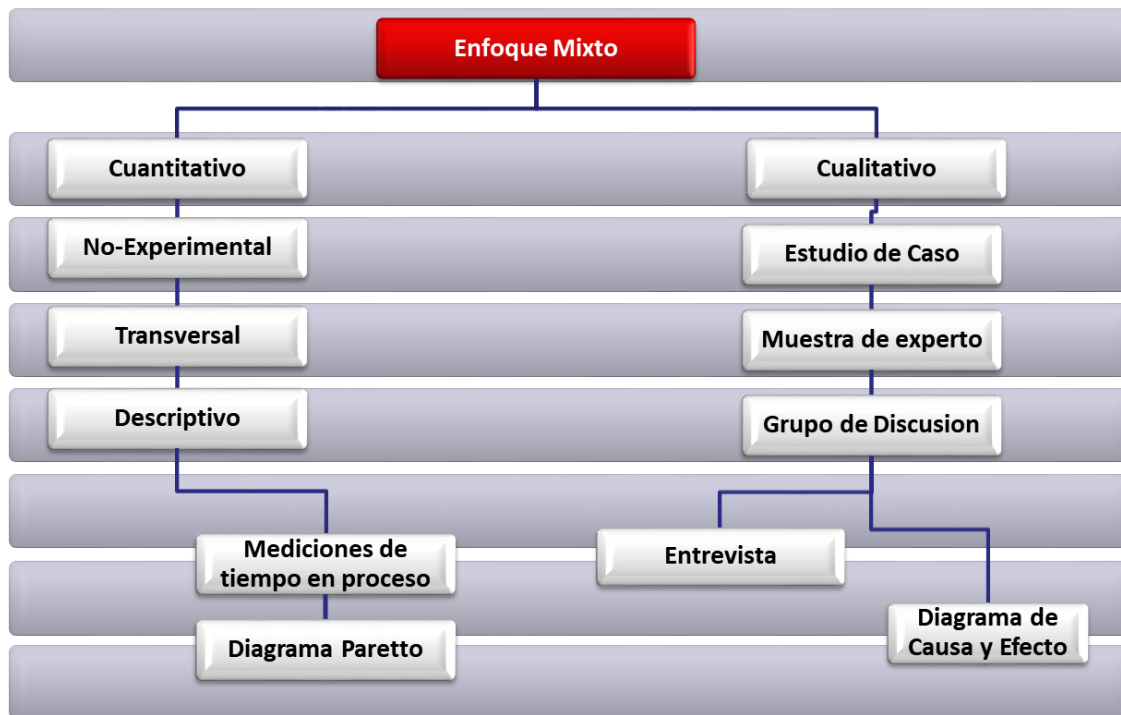 Enfoque Mixto
Cuantitativo
Cualitativo
No-Experimental
Estudio de Caso
Transversal
Muestra de experto
Descriptivo
Grupo de Discusion
Mediciones de
tiempo en proceso
Entrevista
Diagrama Paretto
Diagrama de
Causa y Efecto